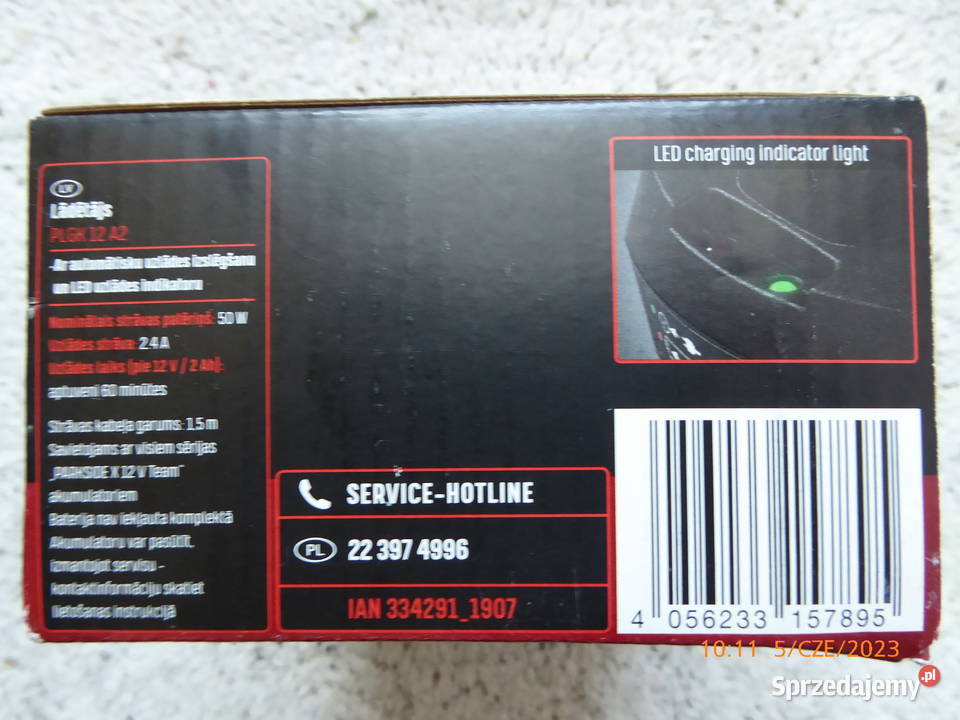 LV
Lādētājs
PLGK 12 A2
-Ar automātisku uzlādes izslēgšanu
un LED uzlādes indikatoru
Nominālais strāvas patēriņš: 50 W
Uzlādes strāva: 2.4 A
Uzlādes laiks (pie 12 V / 2 Ah):
aptuveni 60 minūtes
Strāvas kabeļa garums: 1.5 m
Savietojams ar visiem sērijas
„PARKSIDE X 12 V Team”
akumulatoriem
Baterija nav iekļauta komplektā
Akumulatoru var pasūtīt,
izmantojot servisu -
kontaktinformāciju skatiet
lietošanas instrukcijā
LED charging indicator light
SERVICE-HOTLINE
PL 22 397 4996
IAN 334291_1907
4 056233 157895
10:11 5/CZE/2023
Sprzedajemy.pl